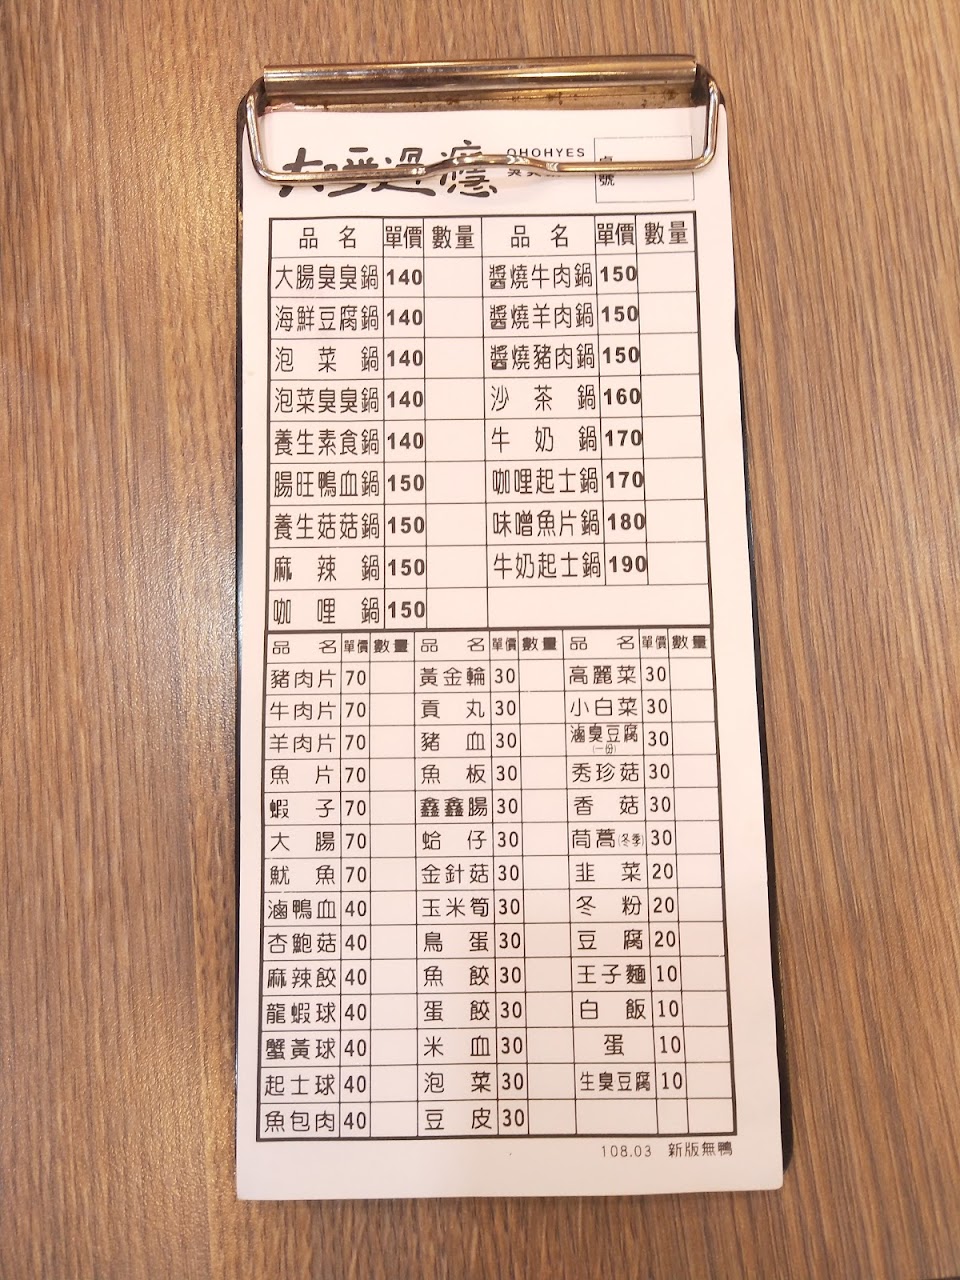 大呼過癮 OHOHYES
號
品名 單價 數量 品名 單價 數量
大腸臭臭鍋 140 醬燒牛肉鍋 150
海鮮豆腐鍋 140 醬燒羊肉鍋 150
泡菜鍋 140 醬燒豬肉鍋 150
泡菜臭臭鍋 140 沙茶鍋 160
養生素食鍋 140 牛奶鍋 170
腸旺鴨血鍋 150 咖哩起士鍋 170
養生菇菇鍋 150 味噌魚片鍋 180
麻辣鍋 150 牛奶起士鍋 190
咖哩鍋 150
品名 單價 數量 品名 單價 數量 品名 單價 數量
豬肉片 70 黃金輪 30 高麗菜 30
牛肉片 70 貢丸 30 小白菜 30
羊肉片 70 豬血 30 滷臭豆腐(一份) 30
魚片 70 魚板 30 秀珍菇 30
蝦子 70 鑫鑫腸 30 香菇 30
大腸 70 蛤仔 30 茼蒿(冬季) 30
魷魚 70 金針菇 30 韭菜 20
滷鴨血 40 玉米筍 30 冬粉 20
杏鮑菇 40 鳥蛋 30 豆腐 20
麻辣餃 40 魚餃 30 王子麵 10
龍蝦球 40 蛋餃 30 白飯 10
蟹黃球 40 米血 30 蛋 10
起士球 40 泡菜 30 生臭豆腐 10
魚包肉 40 豆皮 30
108.03 新版無鴨